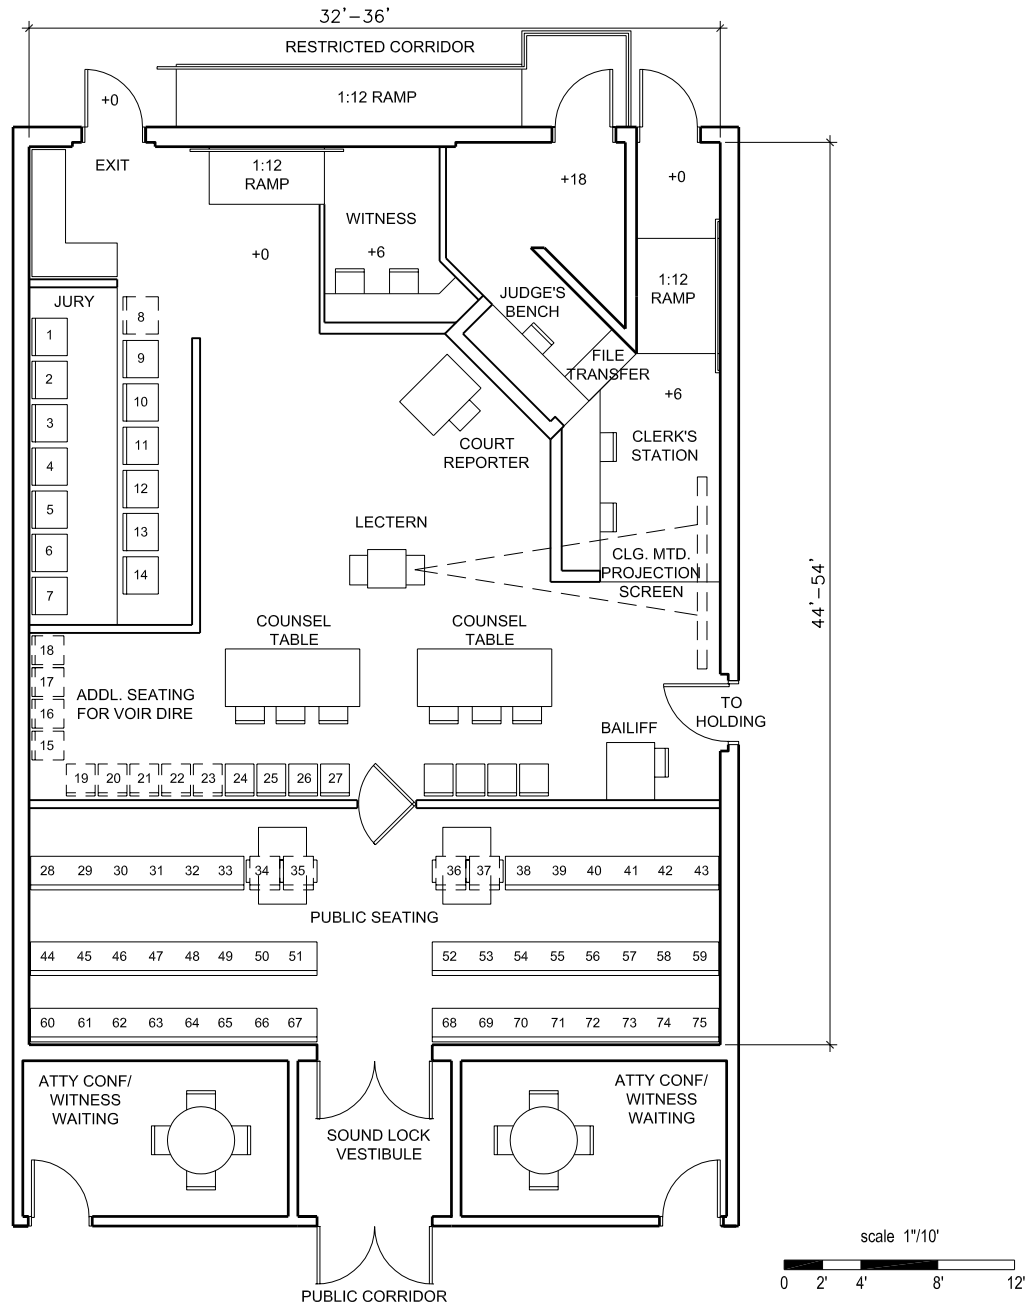 32'-36'
RESTRICTED CORRIDOR
1:12 RAMP
+0
EXIT
1:12
RAMP
+18
+0
WITNESS
+6
+0
JURY
1:12
RAMP
JUDGE'S
BENCH
FILE
TRANSFER
+6
1
2
3
4
5
6
7
8
9
10
11
12
13
14
COURT
REPORTER
CLERK'S
STATION
LECTERN
CLG. MTD.
PROJECTION
SCREEN
44'-54'
COUNSEL
TABLE
COUNSEL
TABLE
18
17
16
15
ADDL. SEATING
FOR VOIR DIRE
TO
HOLDING
BAILIFF
19 20 21 22 23 24 25 26 27
28 29 30 31 32 33 34 35 36 37 38 39 40 41 42 43
PUBLIC SEATING
44 45 46 47 48 49 50 51 52 53 54 55 56 57 58 59
60 61 62 63 64 65 66 67 68 69 70 71 72 73 74 75
ATTY CONF/
WITNESS
WAITING
SOUND LOCK
VESTIBULE
ATTY CONF/
WITNESS
WAITING
PUBLIC CORRIDOR
scale 1"/10'
0 2' 4' 8' 12'